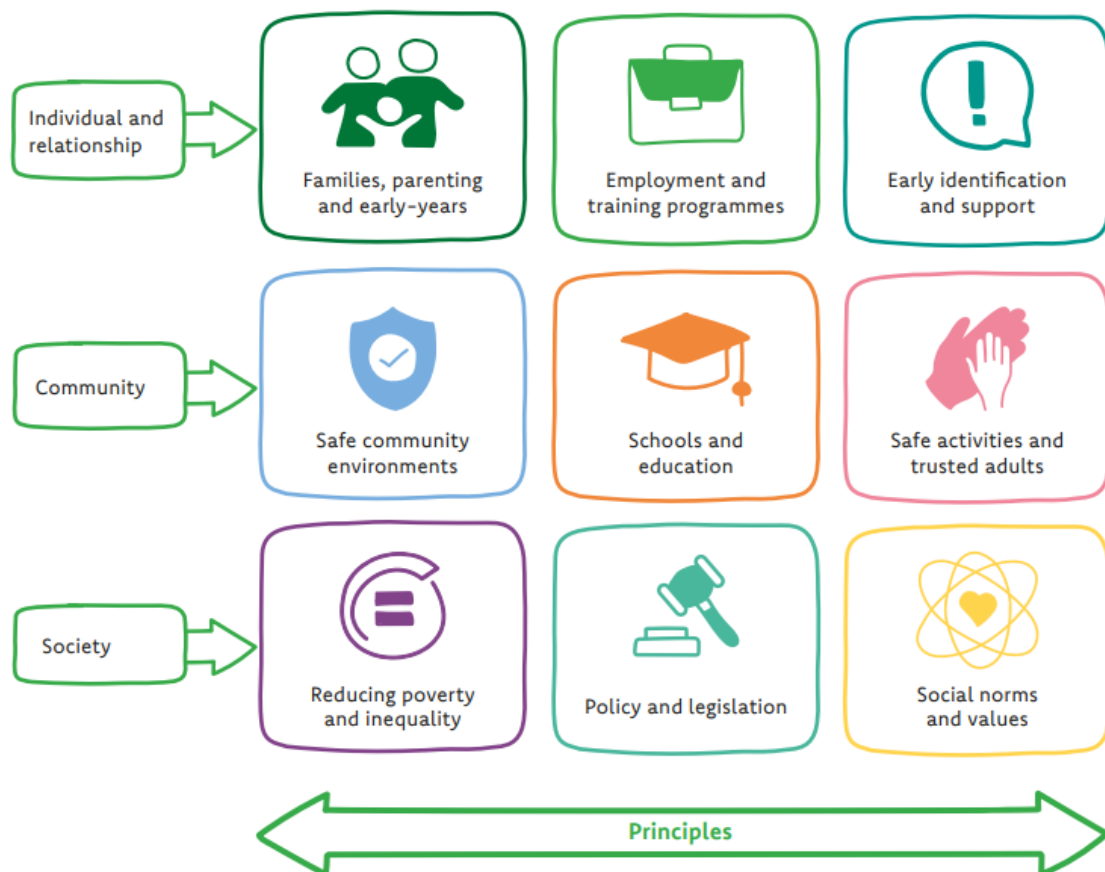 Individual and
relationship
Families, parenting
and early-years
Employment and
training programmes
Early identification
and support
Community
Safe community
environments
Schools and
education
Safe activities and
trusted adults
Society
Reducing poverty
and inequality
Policy and legislation
Social norms
and values
Principles